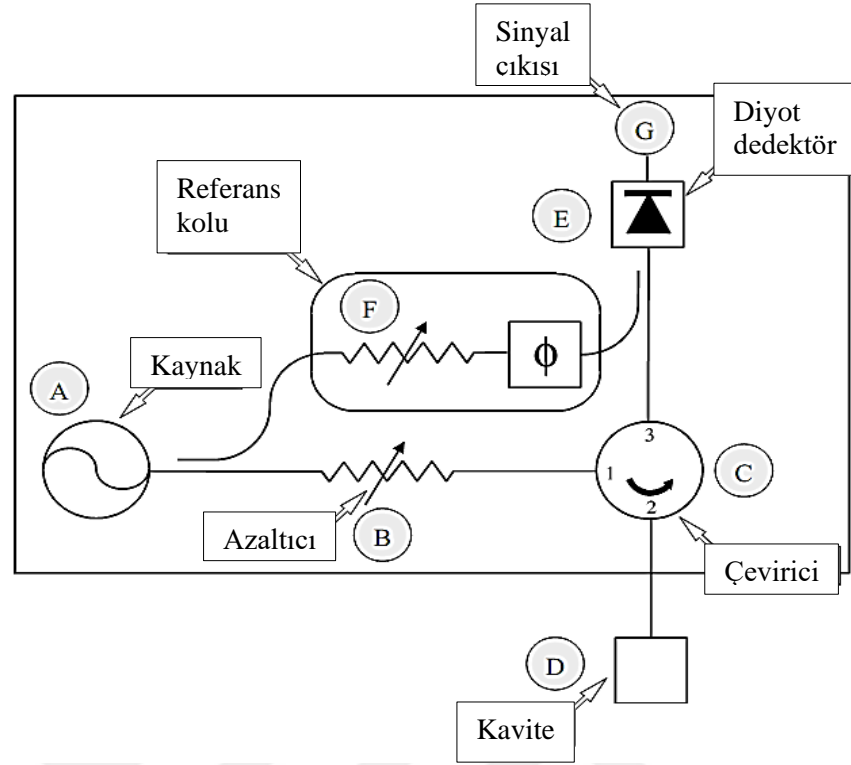 Sinyal
çıkısı
G
Diyot
dedektör
Referans
kolu
E
F
ϕ
Kaynak
A
3
1
2
C
Azaltıcı
B
Çevirici
D
Kavite